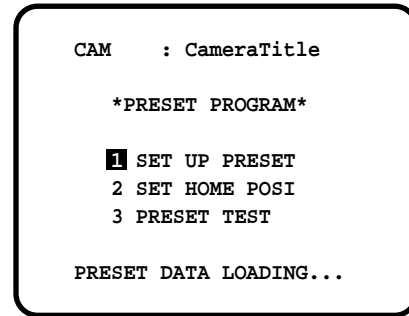 CAM : CameraTitle
*PRESET PROGRAM*
1 SET UP PRESET
2 SET HOME POSI
3 PRESET TEST
PRESET DATA LOADING...